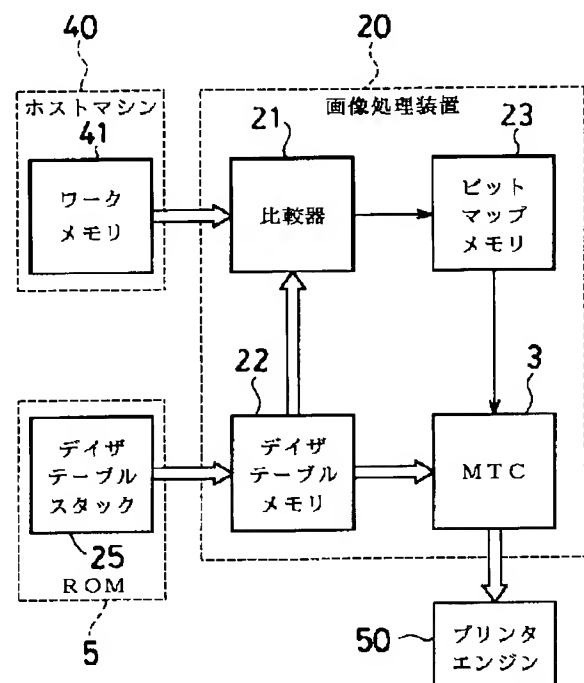 40
20
ホストマシン
画像処理装置
41
21
23
ワーク
メモリ
比較器
ビット
マップ
メモリ
22
3
デイザ
テーブル
スタック
デイザ
テーブル
メモリ
MTC
25
ROM
5
50
プリンタ
エンジン